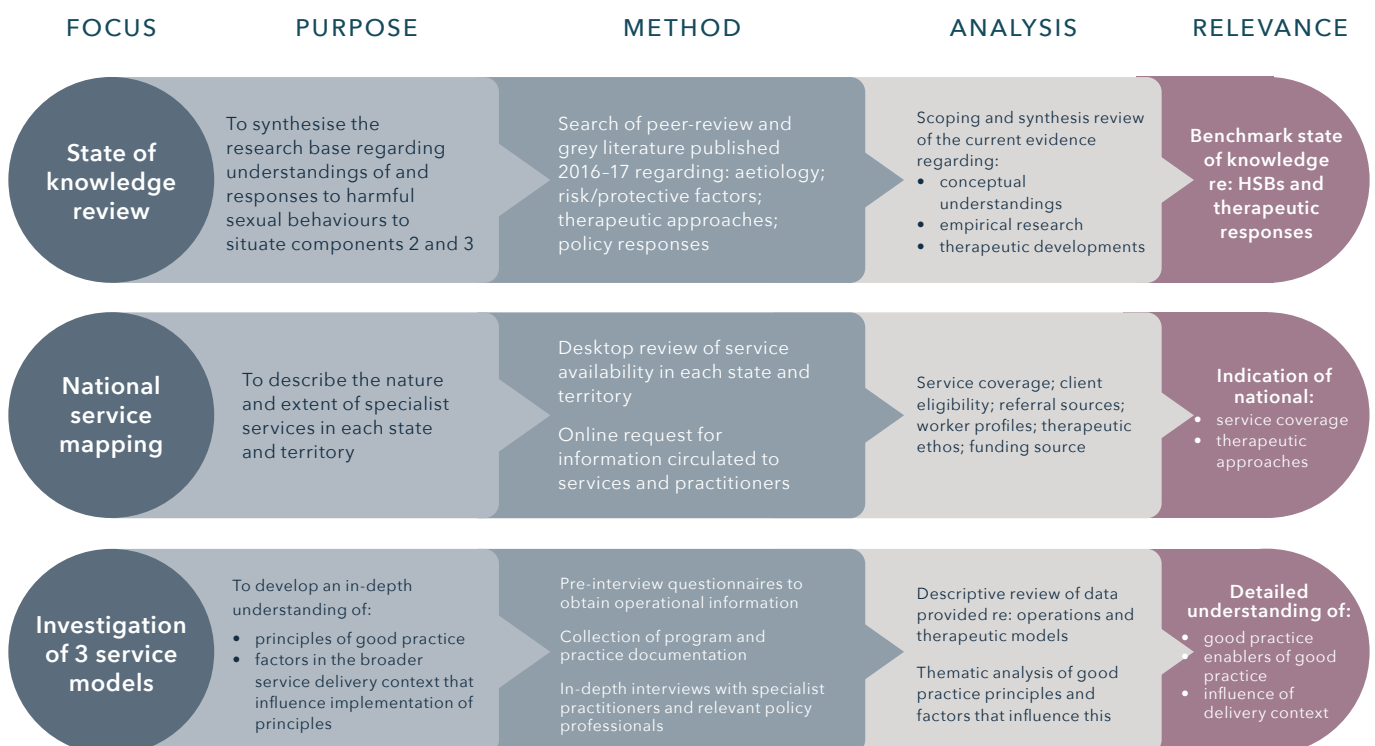 FOCUS
PURPOSE
METHOD
ANALYSIS
RELEVANCE
State of
knowledge
review
To synthesise the
research base regarding
understandings of and
responses to harmful
sexual behaviours to
situate components 2 and 3
Search of peer-review and
grey literature published
2016–17 regarding: aetiology;
risk/protective factors;
therapeutic approaches;
policy responses
Scoping and synthesis review
of the current evidence
regarding:
• conceptual
understandings
• empirical research
• therapeutic developments
Benchmark state
of knowledge
re: HSBs and
therapeutic
responses
National
service
mapping
To describe the nature
and extent of specialist
services in each state
and territory
Desktop review of service
availability in each state and
territory
Online request for
information circulated to
services and practitioners
Service coverage; client
eligibility; referral sources;
worker profiles; therapeutic
ethos; funding source
Indication of
national:
• service coverage
• therapeutic
approaches
Investigation
of 3 service
models
To develop an in-depth
understanding of:
• principles of good practice
• factors in the broader
service delivery context that
influence implementation of
principles
Pre-interview questionnaires to
obtain operational information
Collection of program and
practice documentation
In-depth interviews with specialist
practitioners and relevant policy
professionals
Descriptive review of data
provided re: operations and
therapeutic models
Thematic analysis of good
practice principles and
factors that influence this
Detailed
understanding of:
• good practice
• enablers of good
practice
• influence of
delivery context